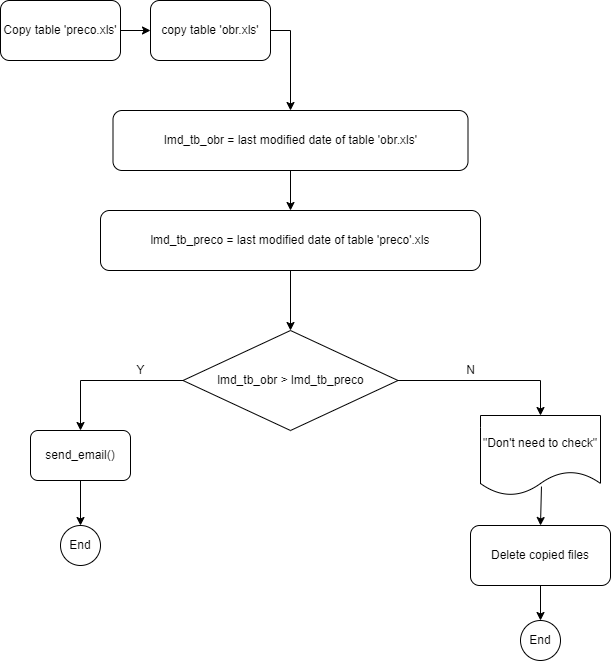 Copy table 'preco.xls'
copy table 'obr.xls'
lmd_tb_obr = last modified date of table 'obr.xls'
lmd_tb_preco = last modified date of table 'preco'.xls
lmd_tb_obr > lmd_tb_preco
Y
N
send_email()
"Don't need to check"
End
Delete copied files
End